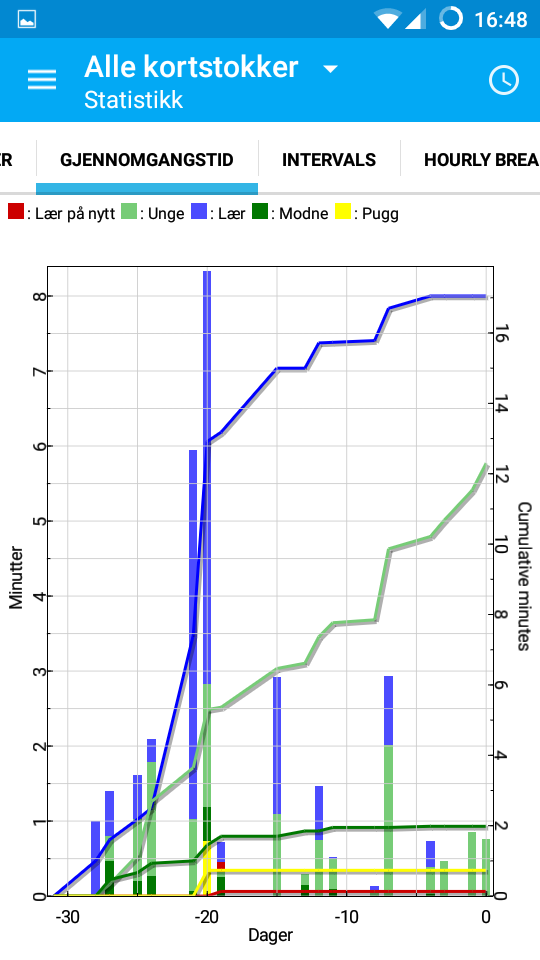 16:48
Alle kortstokker
Statistikk
R
GJENNOMGANGSTID
INTERVALS
HOURLY BREA
: Lær på nytt : Unge : Lær : Modne : Pugg
Minutter
8
7
6
5
4
3
2
1
0
Cumulative minutes
16
14
12
10
8
6
4
2
0
-30 -20 -10 0
Dager